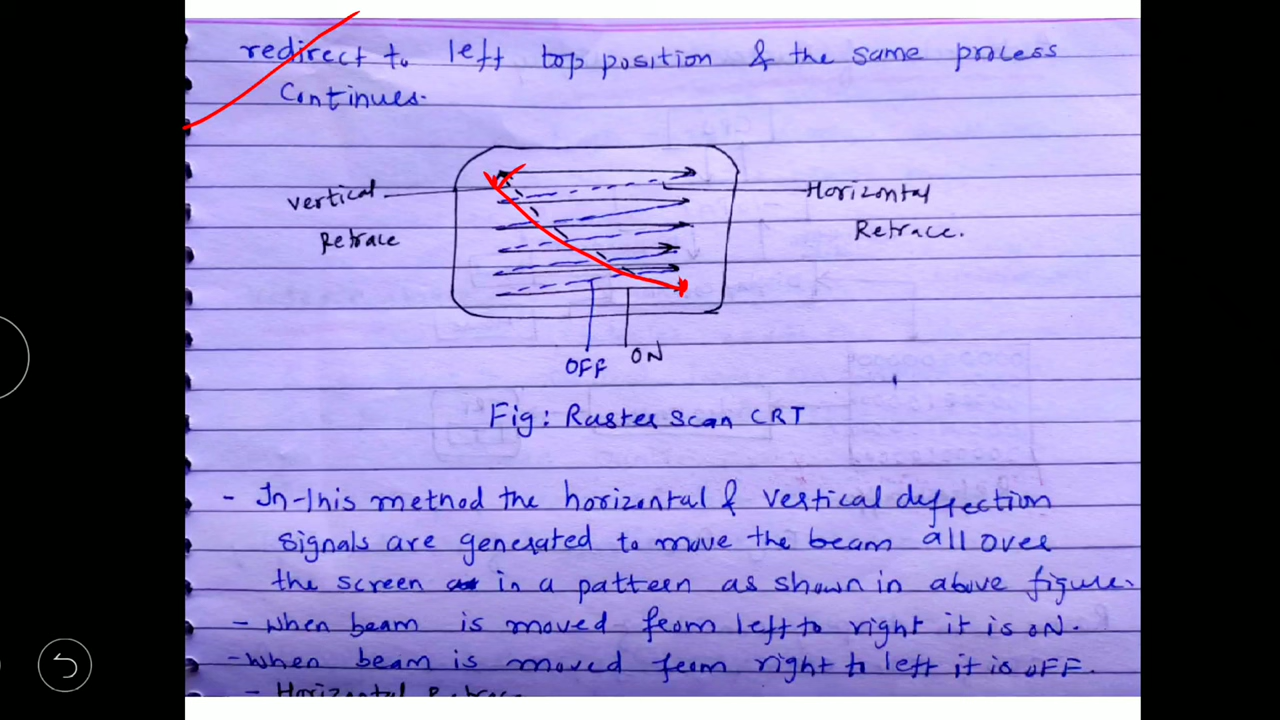 redirect to left top position & the same process
Continues.
Vertical
Retrace
Horizontal
Retrace.
OFF
ON
Fig: Raster Scan CRT
- In this method the horizontal & vertical deflection
signals are generated to move the beam all over
the screen in a pattern as shown in above figure.
- When beam is moved from left to right it is ON.
- When beam is moved from right to left it is OFF.
- Horizontal Retrace